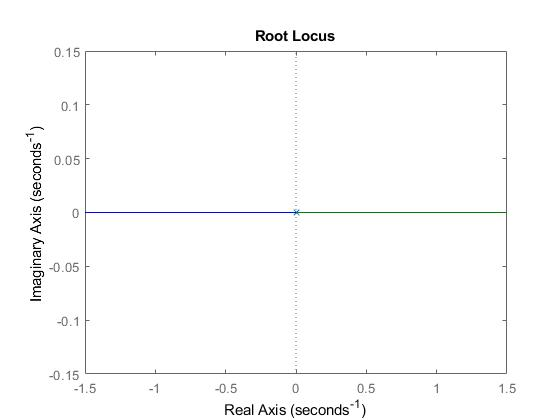 Root Locus
0.15
0.1
0.05
0
-0.05
-0.1
-0.15
Imaginary Axis (seconds⁻¹)
-1.5 -1 -0.5 0 0.5 1 1.5
Real Axis (seconds⁻¹)